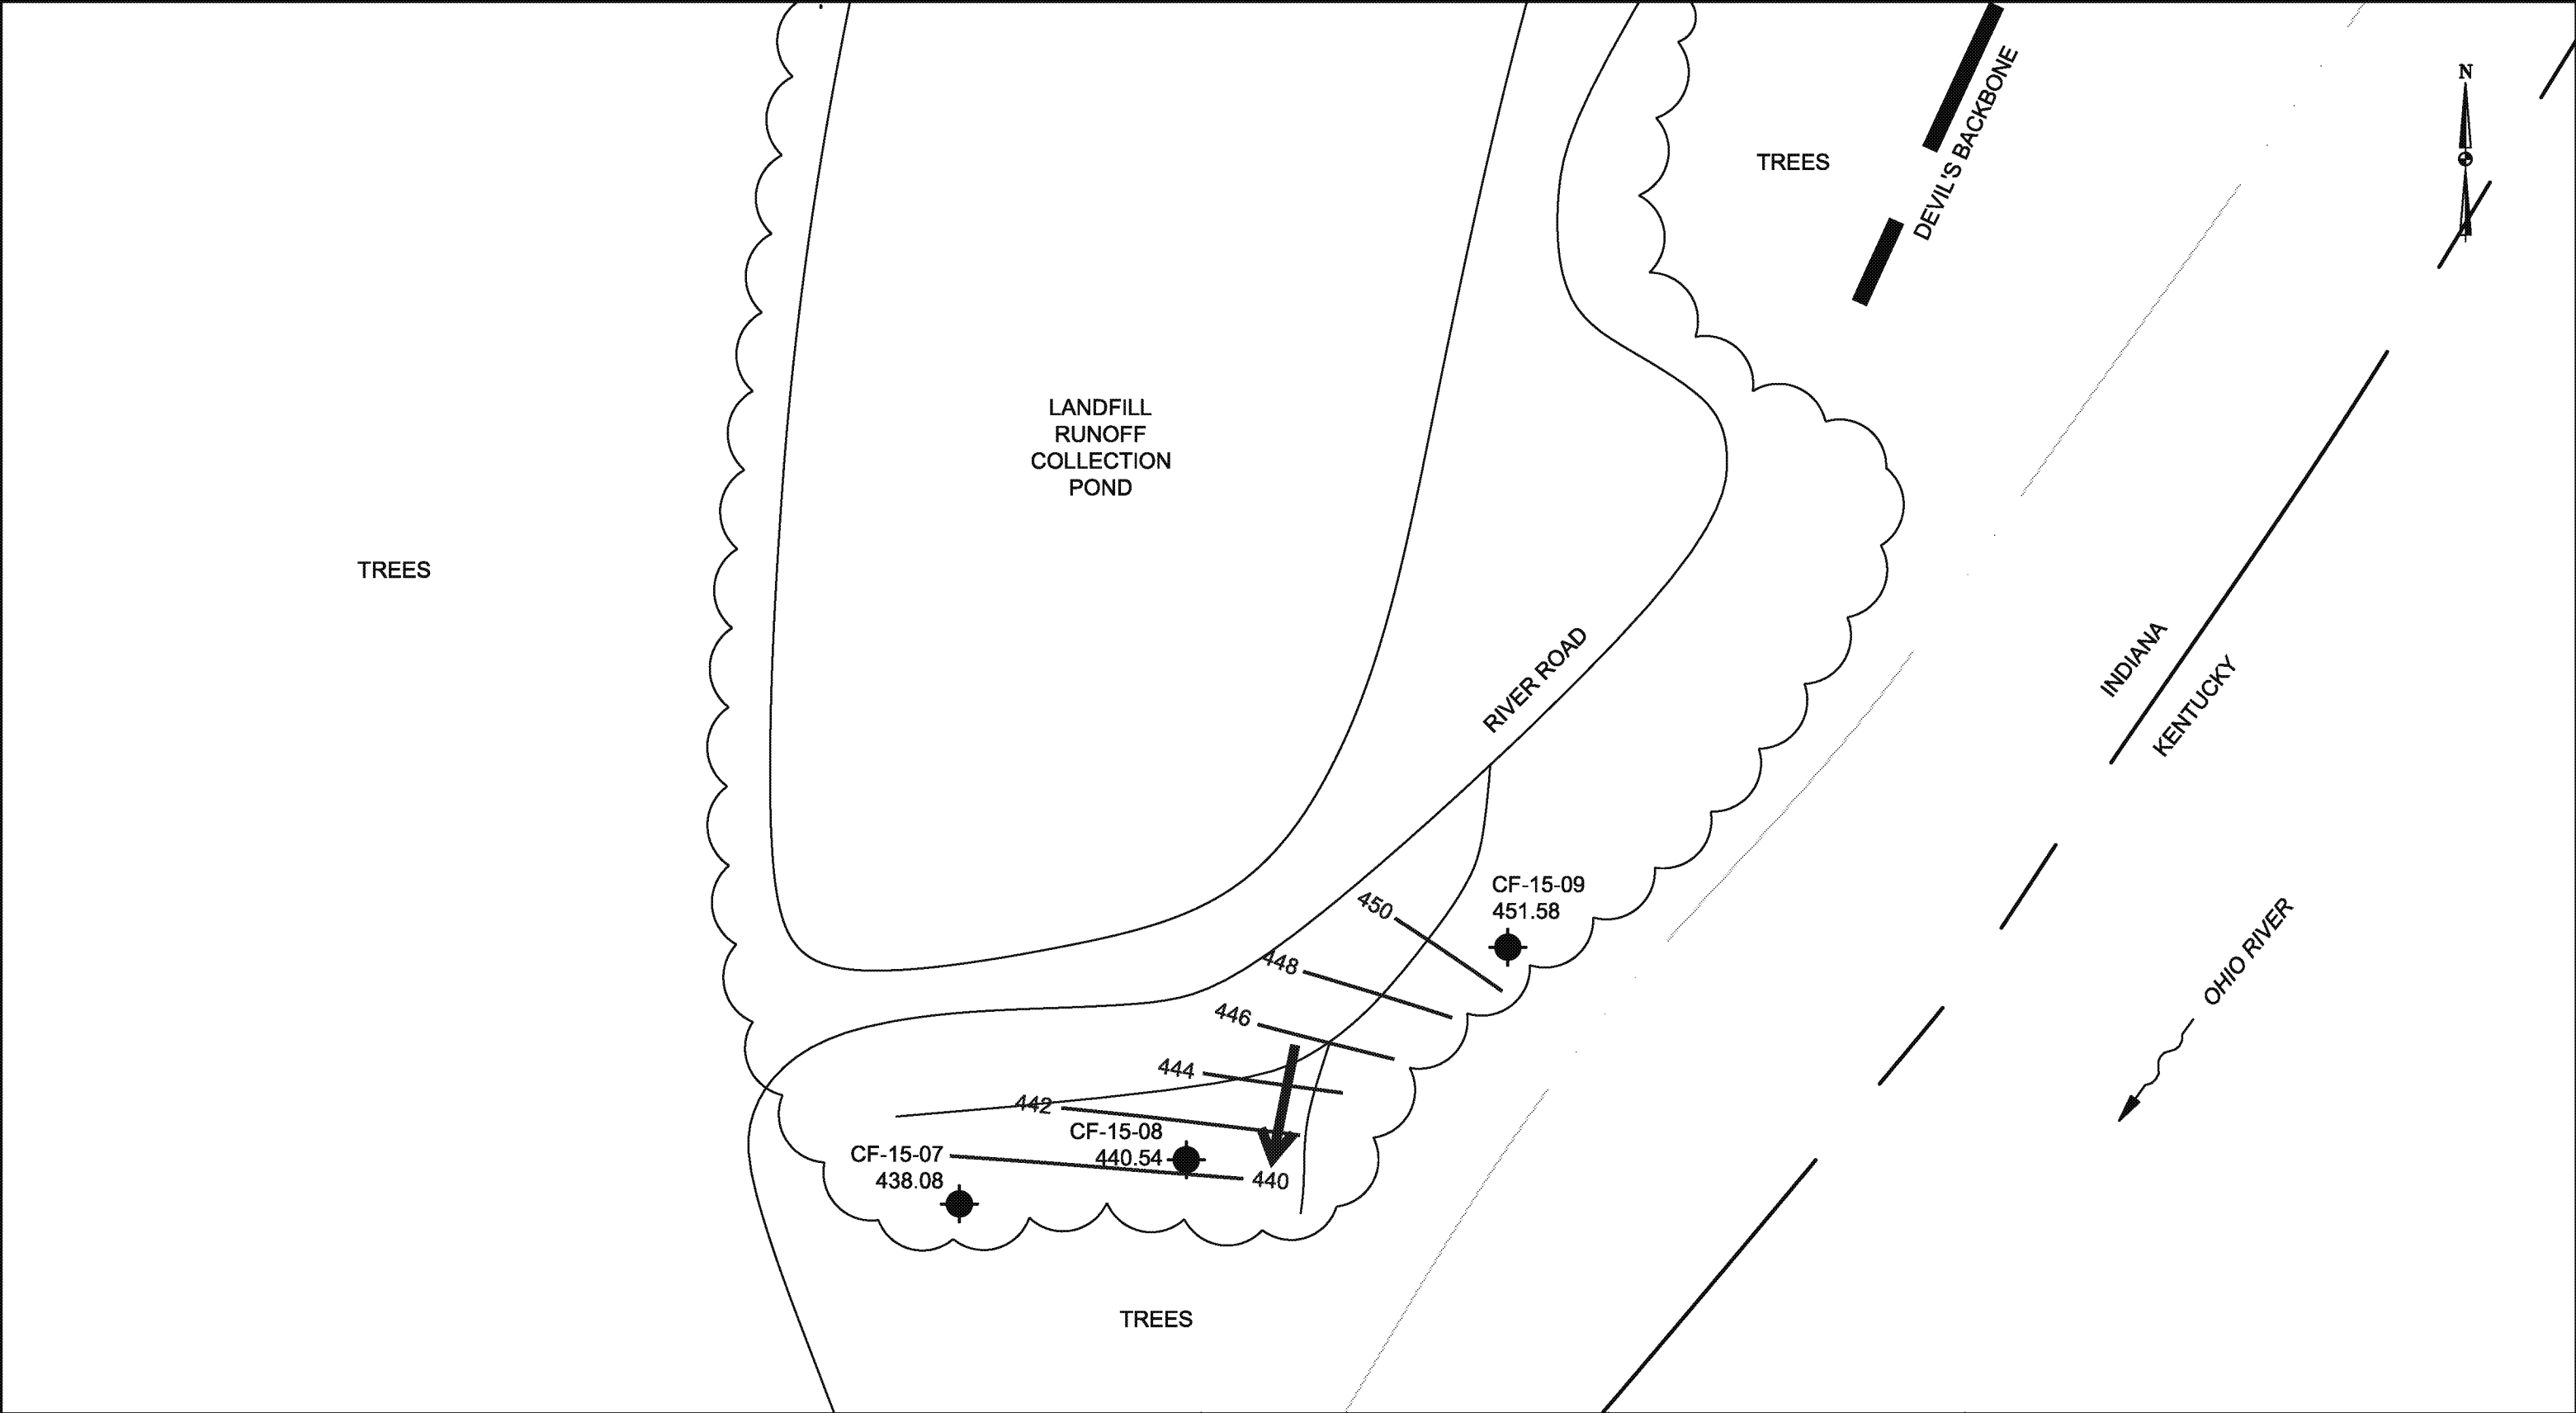 N
DEVIL'S BACKBONE
TREES
LANDFILL
RUNOFF
COLLECTION
POND
TREES
RIVER ROAD
INDIANA
KENTUCKY
OHIO RIVER
CF-15-09
451.58
450
448
446
444
442
CF-15-08
440.54
CF-15-07
438.08
440
TREES